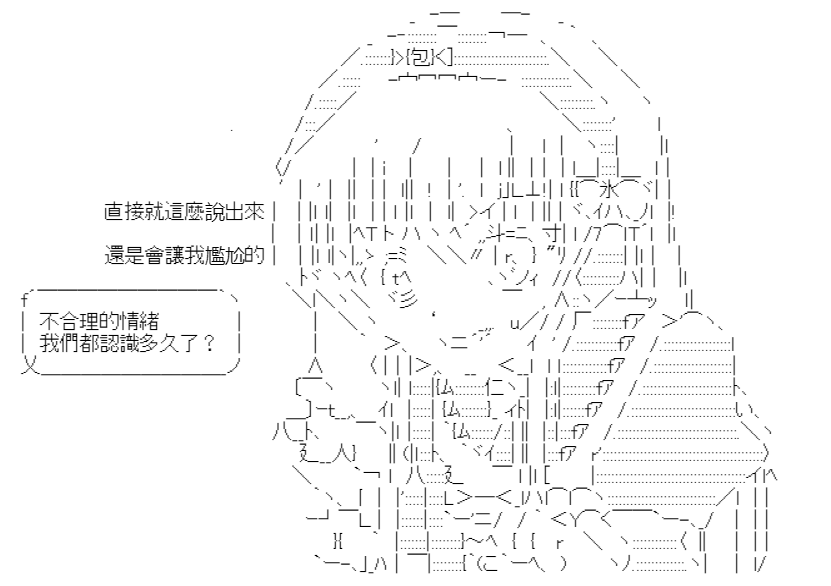 直接就這麼說出來
還是會讓我尷尬的
不合理的情緒
我們都認識多久了？